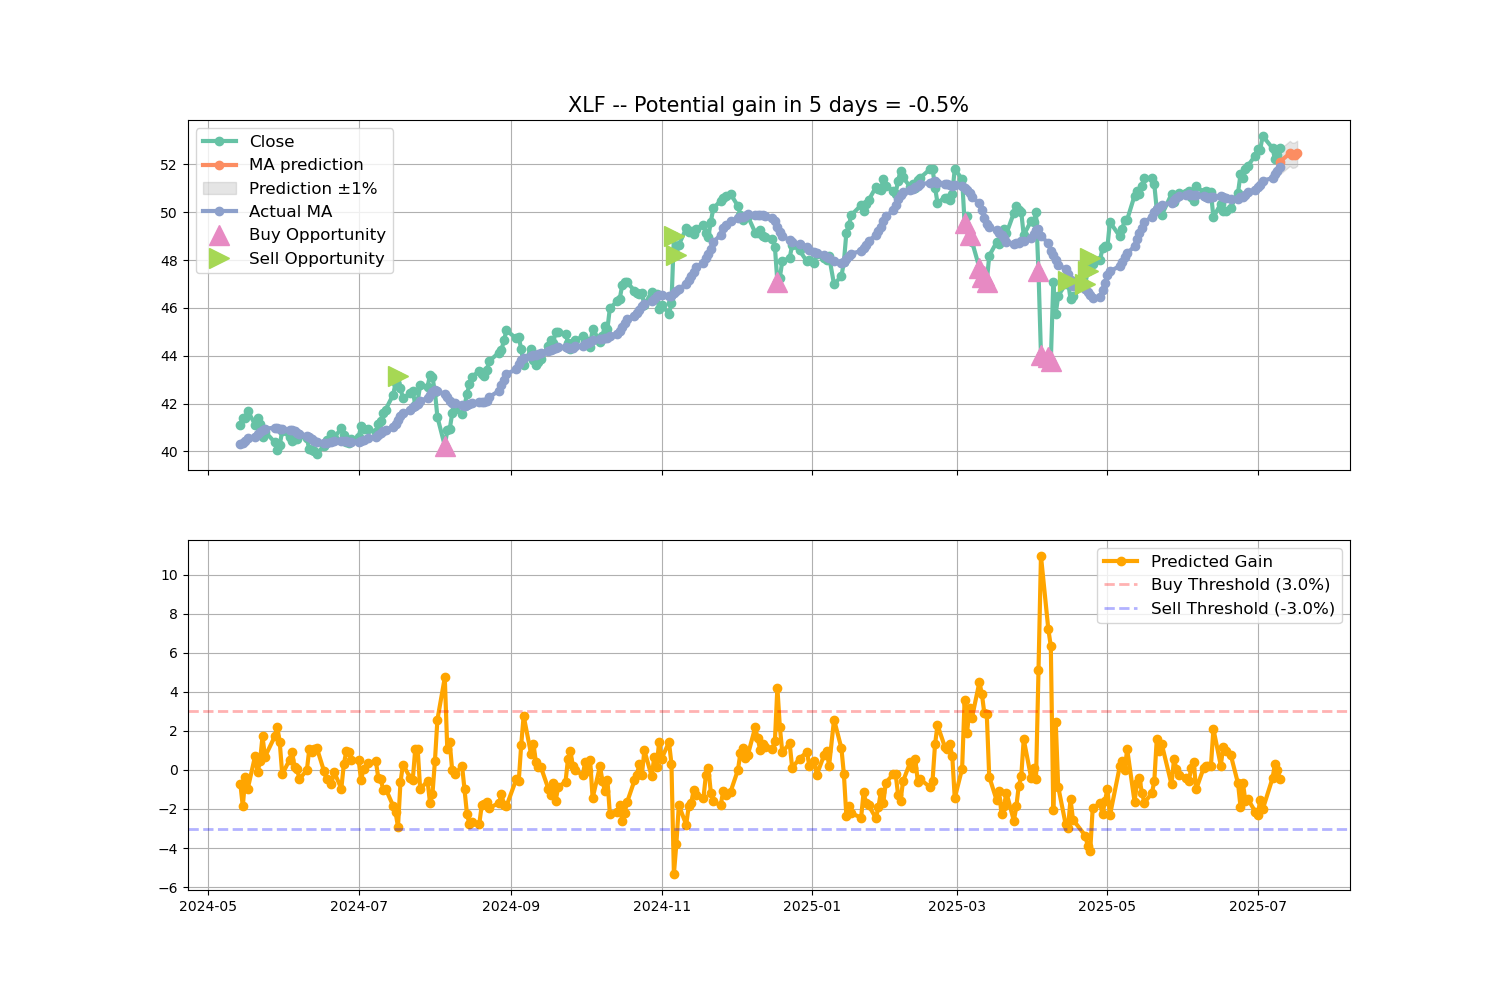 XLF -- Potential gain in 5 days = -0.5%
Close
MA prediction
Prediction ±1%
Actual MA
Buy Opportunity
Sell Opportunity
52
50
48
46
44
42
40
Predicted Gain
Buy Threshold (3.0%)
Sell Threshold (-3.0%)
10
8
6
4
2
0
−2
−4
−6
2024-05 2024-07 2024-09 2024-11 2025-01 2025-03 2025-05 2025-07